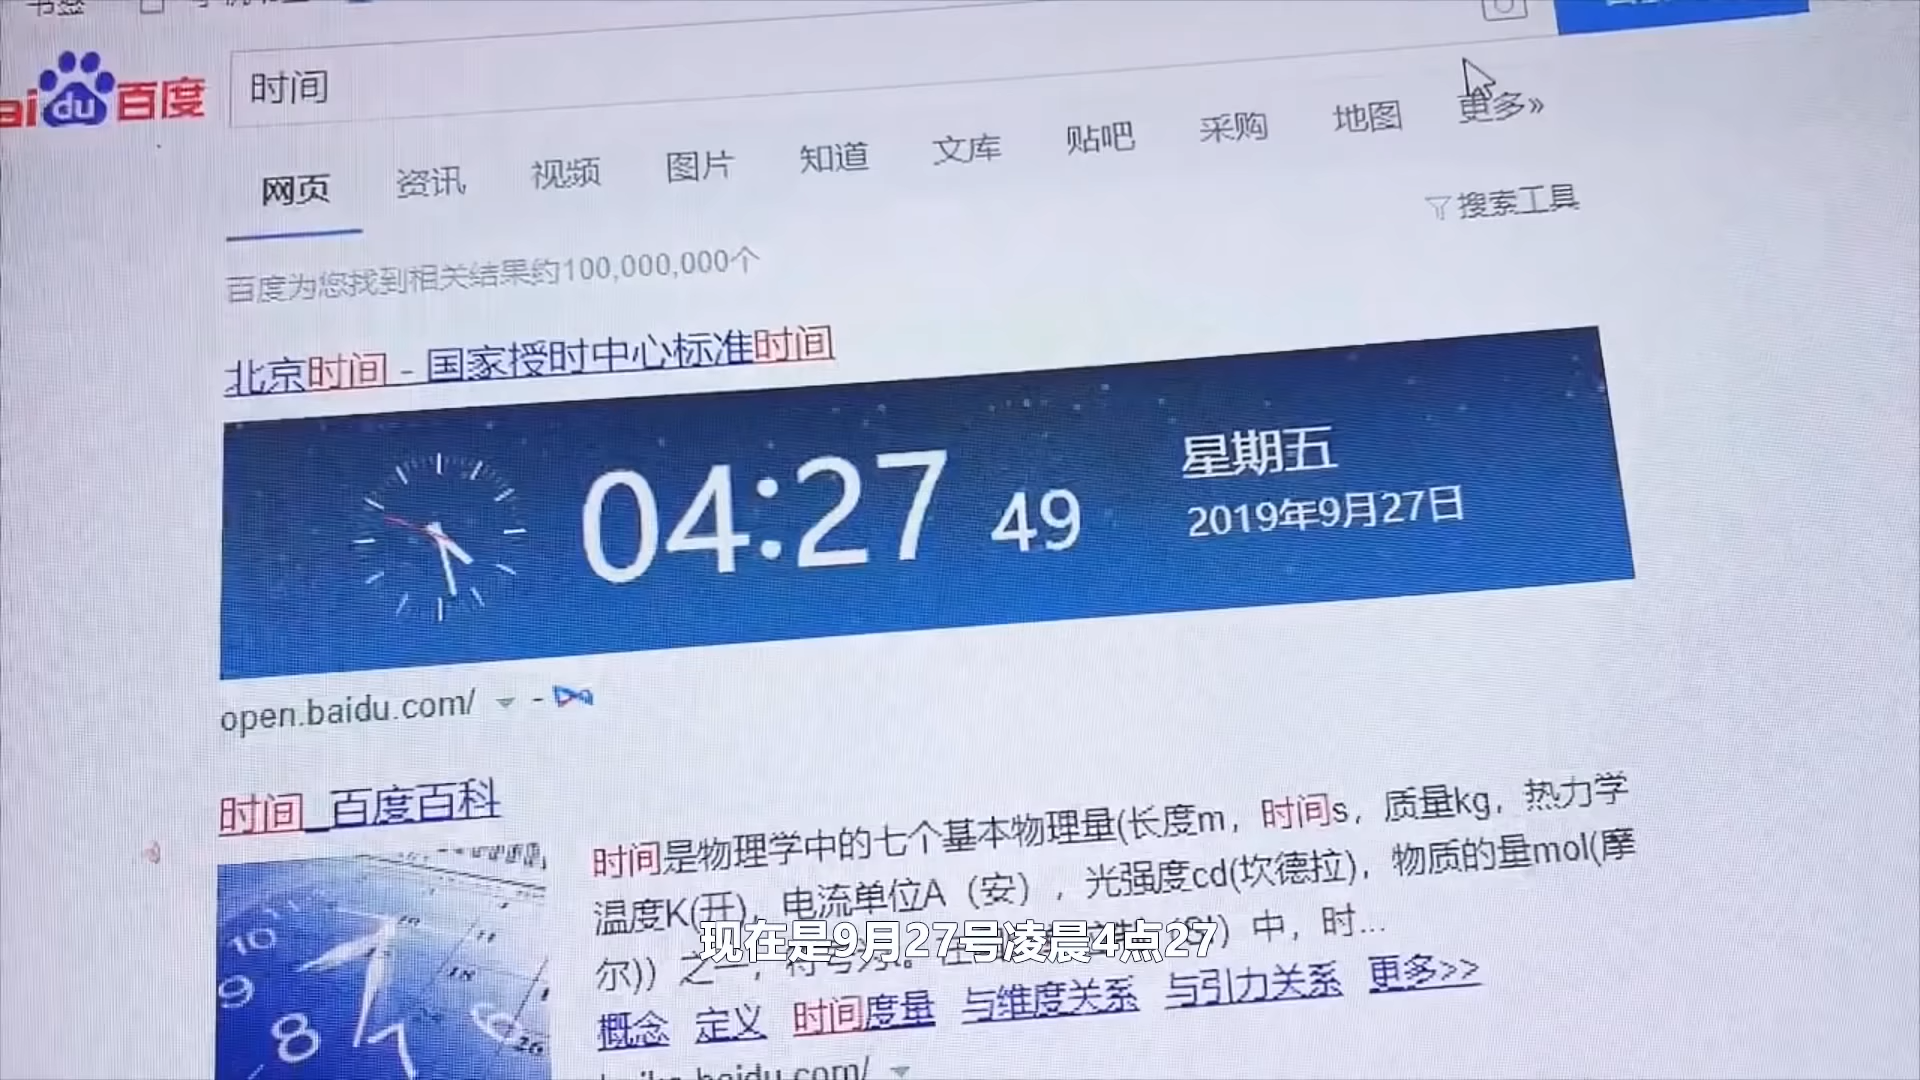 时间
Baidu百度
网页 资讯 视频 图片 知道 文库 贴吧 采购 地图 更多»
搜索工具
百度为您找到相关结果约100,000,000个
北京时间 - 国家授时中心标准时间
04:27 49
星期五
2019年9月27日
open.baidu.com/
时间_百度百科
时间是物理学中的七个基本物理量(长度m，时间s，质量kg，热力学
温度K(开)，电流单位A（安），光强度cd(坎德拉)，物质的量mol(摩
尔)）之一，符号 中，时...
现在是9月27号凌晨4点27
概念 定义 时间度量 与维度关系 与引力关系 更多>>